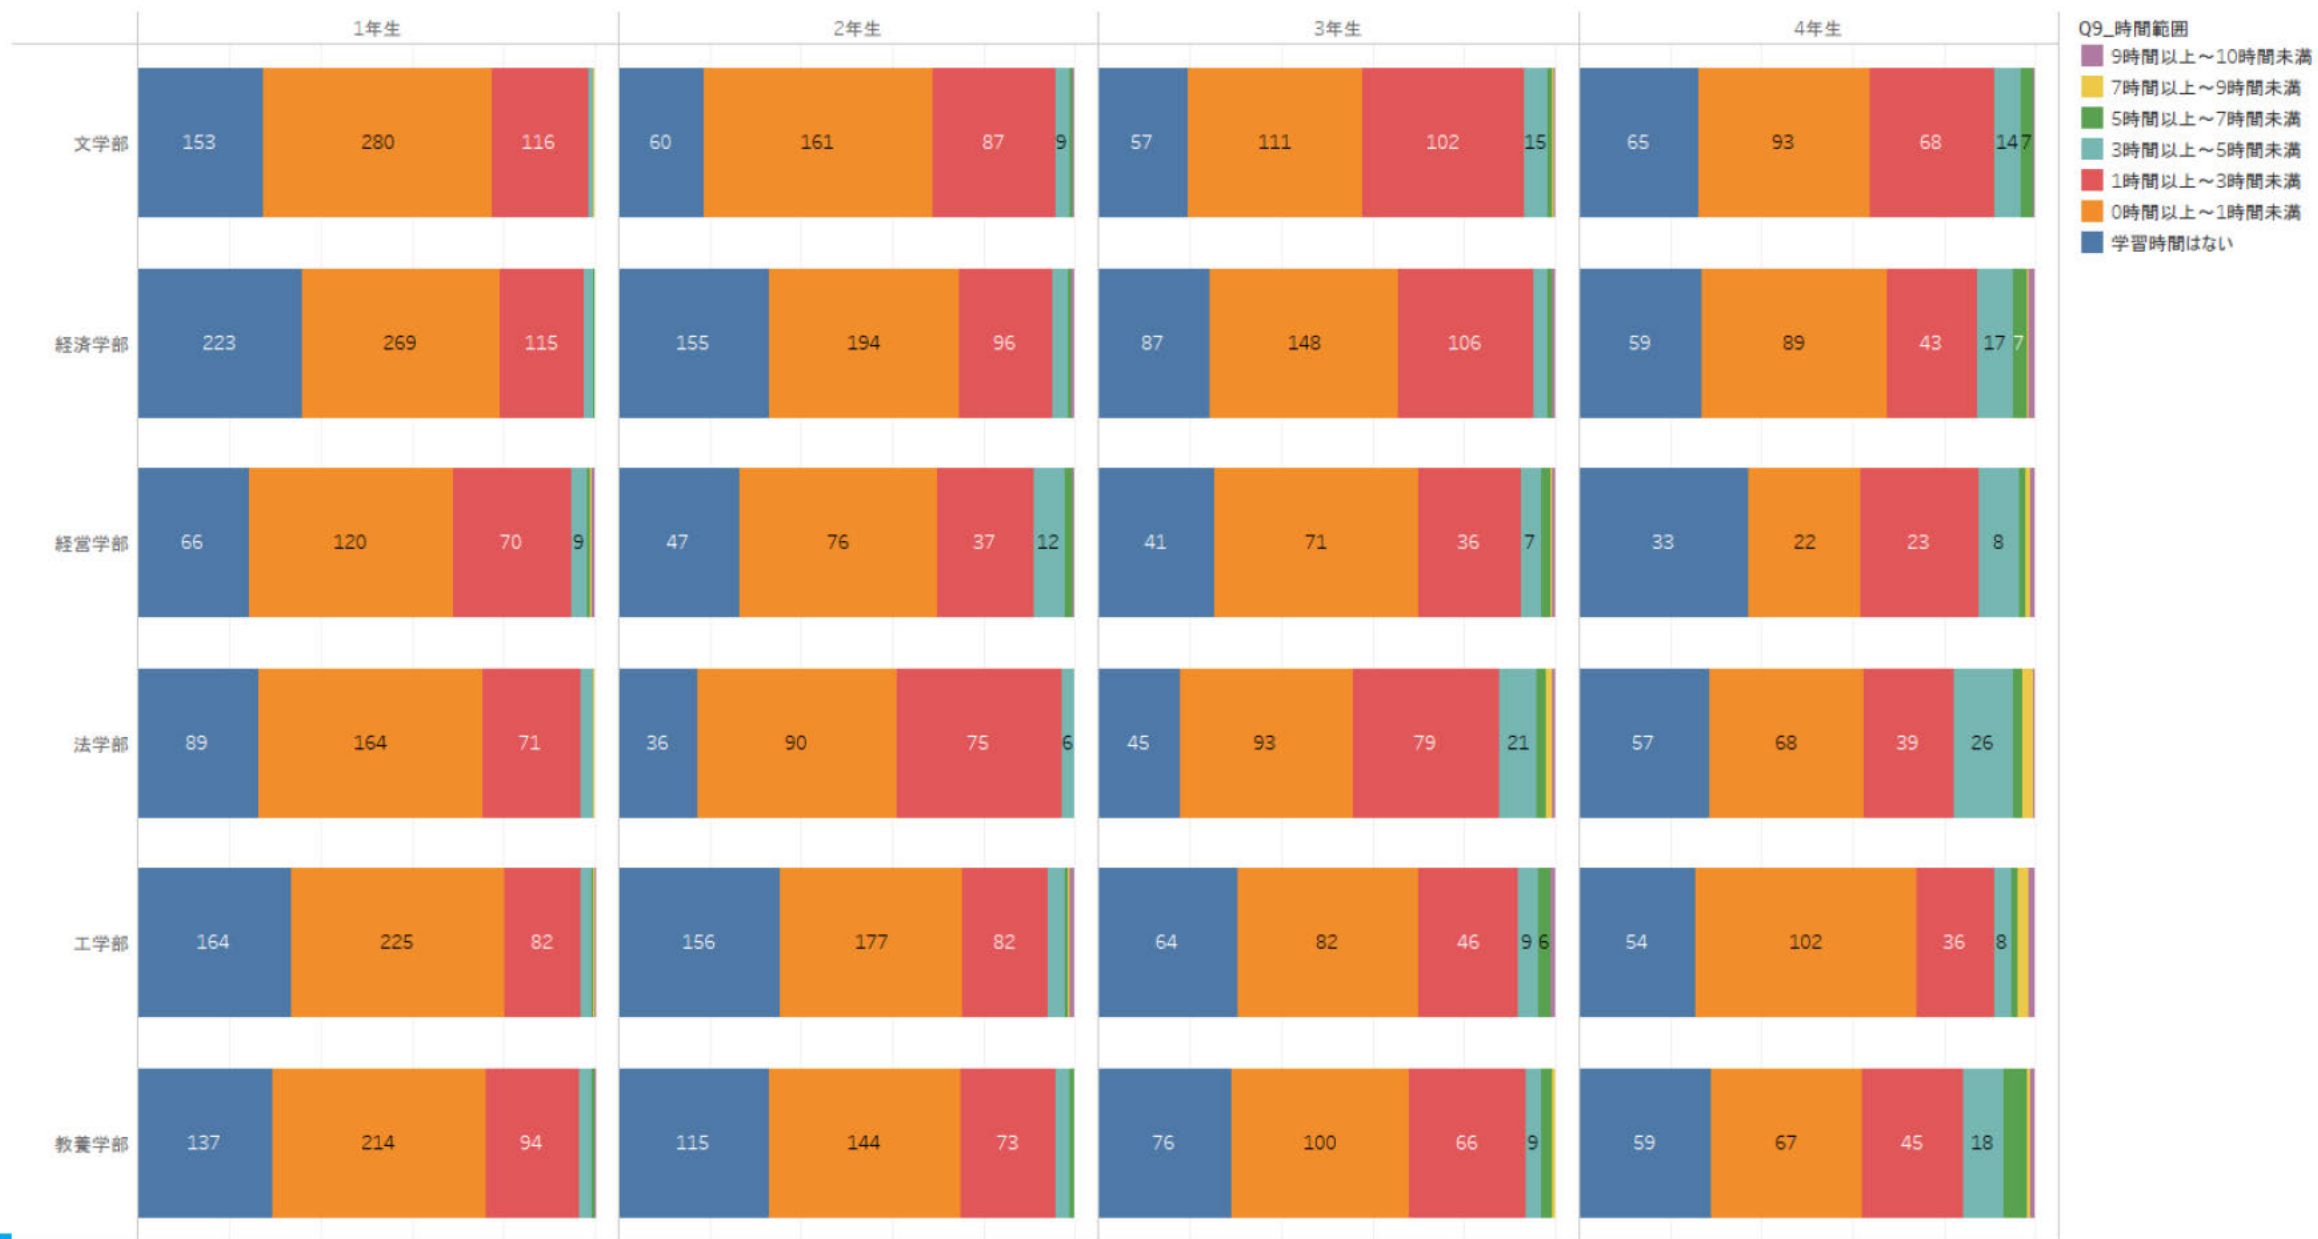 1年生 2年生 3年生 4年生
Q9_時間範囲
9時間以上～10時間未満
7時間以上～9時間未満
5時間以上～7時間未満
3時間以上～5時間未満
1時間以上～3時間未満
0時間以上～1時間未満
学習時間はない
文学部 153 280 116 60 161 87 9 57 111 102 15 65 93 68 14 7
経済学部 223 269 115 155 194 96 87 148 106 59 89 43 17 7
経営学部 66 120 70 9 47 76 37 12 41 71 36 7 33 22 23 8
法学部 89 164 71 36 90 75 6 45 93 79 21 57 68 39 26
工学部 164 225 82 156 177 82 64 82 46 9 6 54 102 36 8
教養学部 137 214 94 115 144 73 76 100 66 9 59 67 45 18